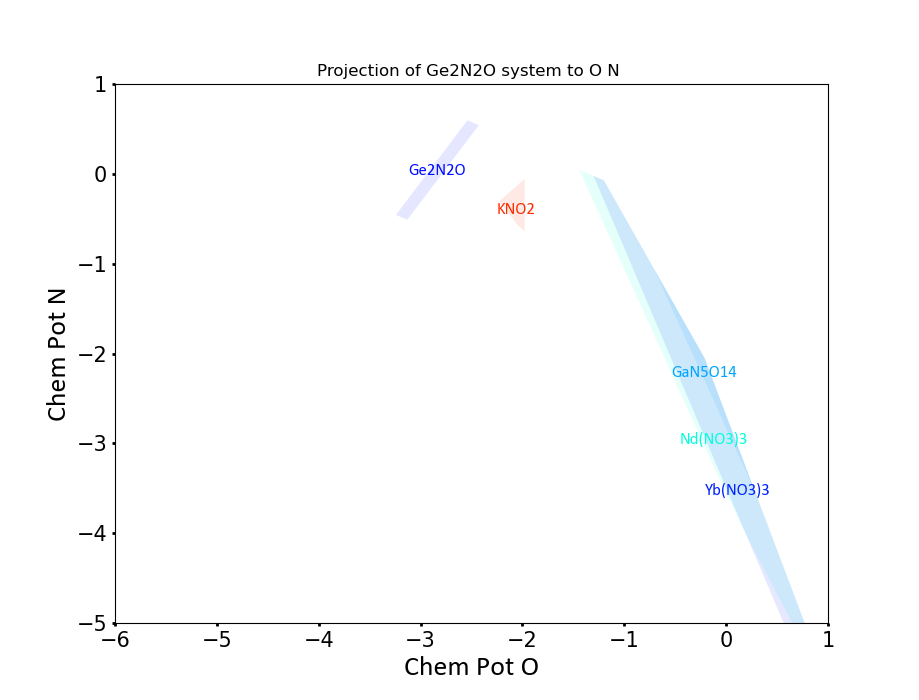 Projection of Ge2N2O system to O N
Chem Pot N
1
0
−1
−2
−3
−4
−5
Ge2N2O
KNO2
GaN5O14
Nd(NO3)3
Yb(NO3)3
−6
−5
−4
−3
−2
−1
0
1
Chem Pot O